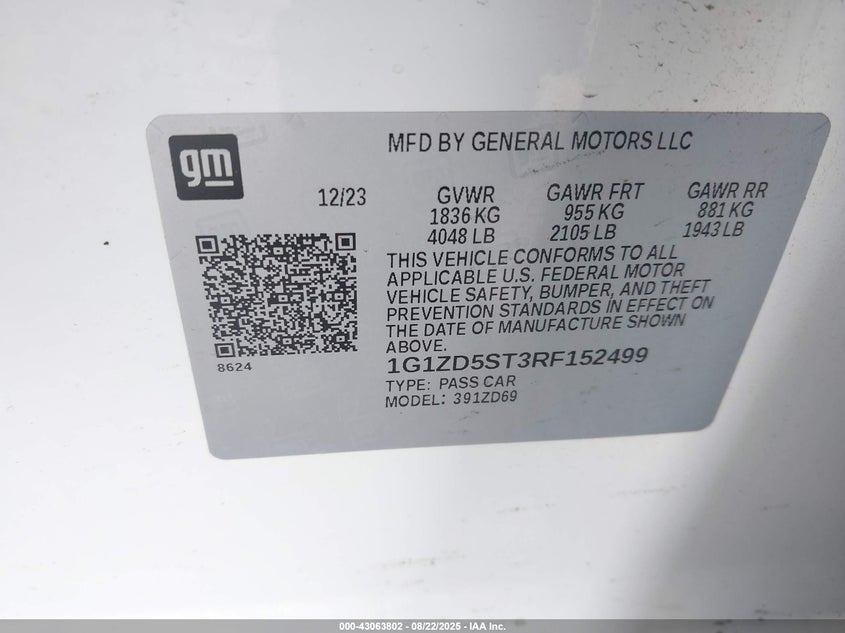 gm
MFD BY GENERAL MOTORS LLC
12/23 GVWR GAWR FRT GAWR RR
1836 KG 955 KG 881 KG
4048 LB 2105 LB 1943 LB
THIS VEHICLE CONFORMS TO ALL
APPLICABLE U.S. FEDERAL MOTOR
VEHICLE SAFETY, BUMPER, AND THEFT
PREVENTION STANDARDS IN EFFECT ON
THE DATE OF MANUFACTURE SHOWN
ABOVE.
8624
1G1ZD5ST3RF152499
TYPE: PASS CAR
MODEL: 391ZD69
000-43063802 - 08/22/2025 - IAA Inc.